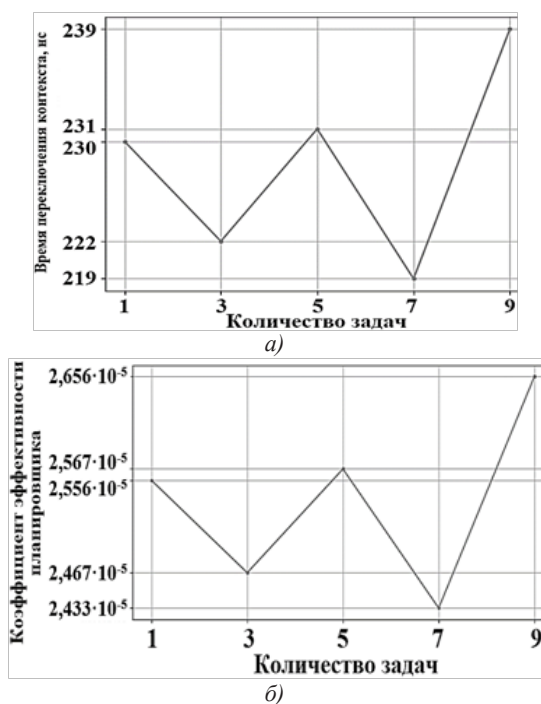 Время переключения контекста, нс
239
231
230
222
219
1 3 5 7 9
Количество задач
а)
Коэффициент эффективности
планировщика
2,656·10⁻⁵
2,567·10⁻⁵
2,556·10⁻⁵
2,467·10⁻⁵
2,433·10⁻⁵
1 3 5 7 9
Количество задач
б)